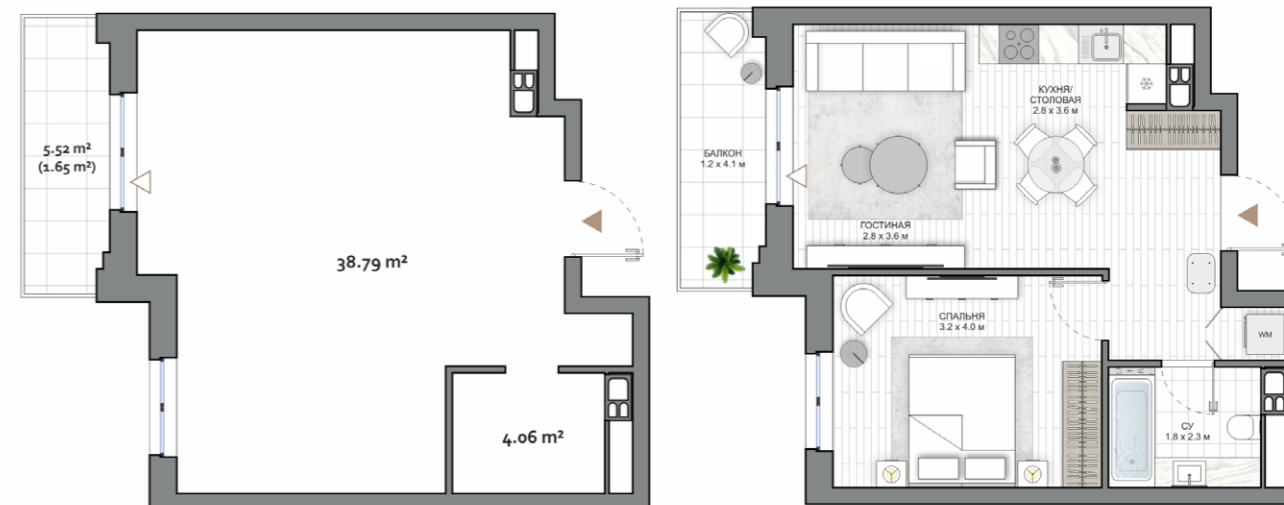 5.52 m²
(1.65 m²)
38.79 m²
4.06 m²
КУХНЯ/
СТОЛОВАЯ
2.8 x 3.6 м
БАЛКОН
1.2 x 4.1 м
ГОСТИНАЯ
2.8 x 3.6 м
СПАЛЬНЯ
3.2 x 4.0 м
WM
СУ
1.8 x 2.3 м